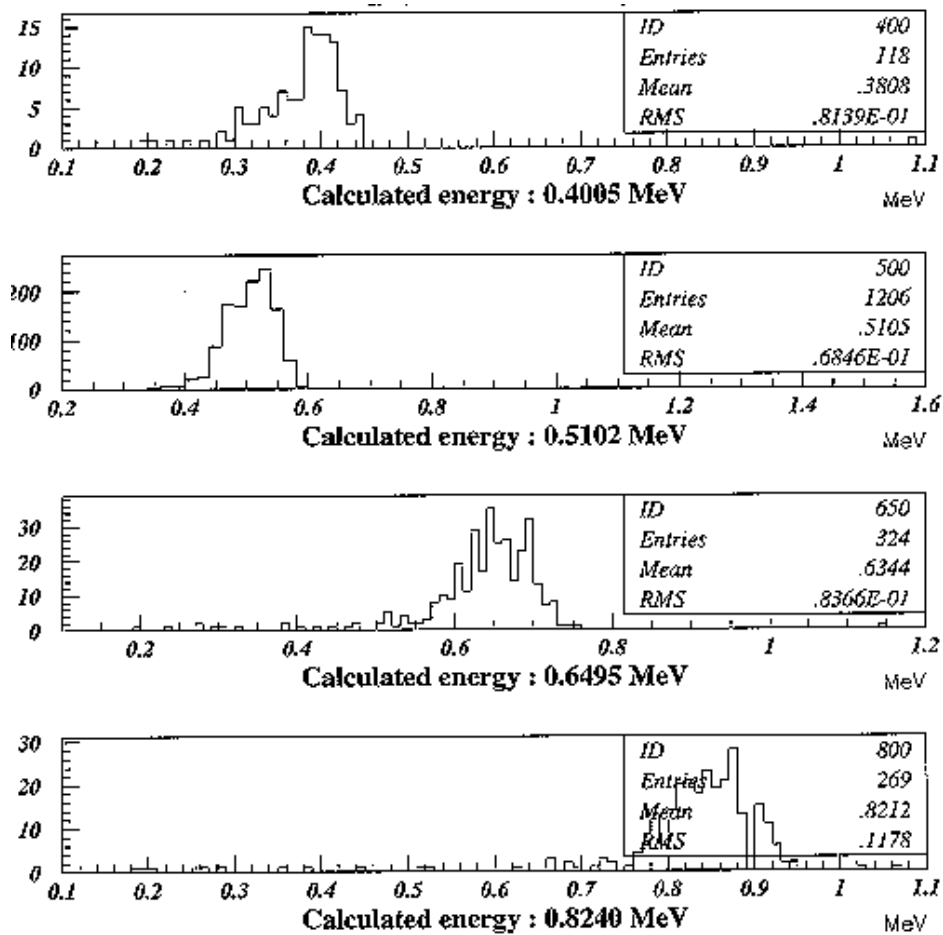 15
10
5
0
ID 400
Entries 118
Mean .3808
RMS .8139E-01
0.1 0.2 0.3 0.4 0.5 0.6 0.7 0.8 0.9 1 1.1
Calculated energy : 0.4005 MeV
MeV
200
100
0
ID 500
Entries 1206
Mean .5105
RMS .6846E-01
0.2 0.4 0.6 0.8 1 1.2 1.4 1.6
Calculated energy : 0.5102 MeV
MeV
30
20
10
0
ID 650
Entries 324
Mean .6344
RMS .8366E-01
0.2 0.4 0.6 0.8 1 1.2
Calculated energy : 0.6495 MeV
MeV
30
20
10
0
ID 800
Entries 269
Mean .8212
RMS .1178
0.1 0.2 0.3 0.4 0.5 0.6 0.7 0.8 0.9 1 1.1
Calculated energy : 0.8240 MeV
MeV